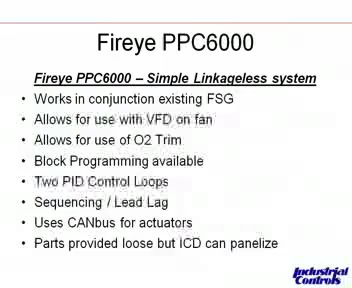 Fireye PPC6000
Fireye PPC6000 – Simple Linkageless system
• Works in conjunction existing FSG
• Allows for use with VFD on fan
• Allows for use of O2 Trim
• Block Programming available
• Two PID Control Loops
• Sequencing / Lead Lag
• Uses CANbus for actuators
• Parts provided loose but ICD can panelize
Industrial
Controls